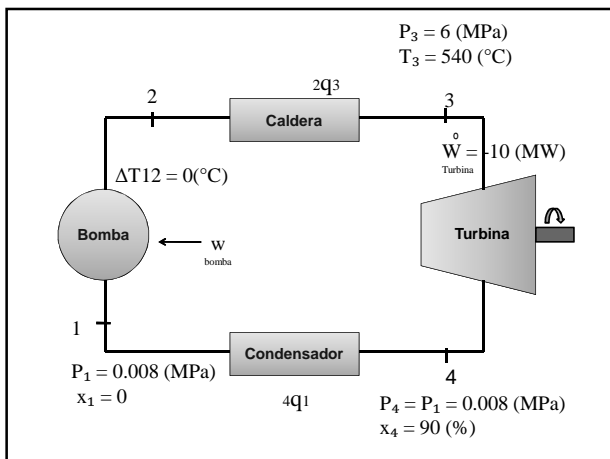 P₃ = 6 (MPa)
T₃ = 540 (°C)
2
₂q₃
3
Caldera
o
W = -10 (MW)
Turbina
ΔT12 = 0(°C)
Bomba
w
bomba
Turbina
1
Condensador
4
P₁ = 0.008 (MPa)
x₁ = 0
₄q₁
P₄ = P₁ = 0.008 (MPa)
x₄ = 90 (%)